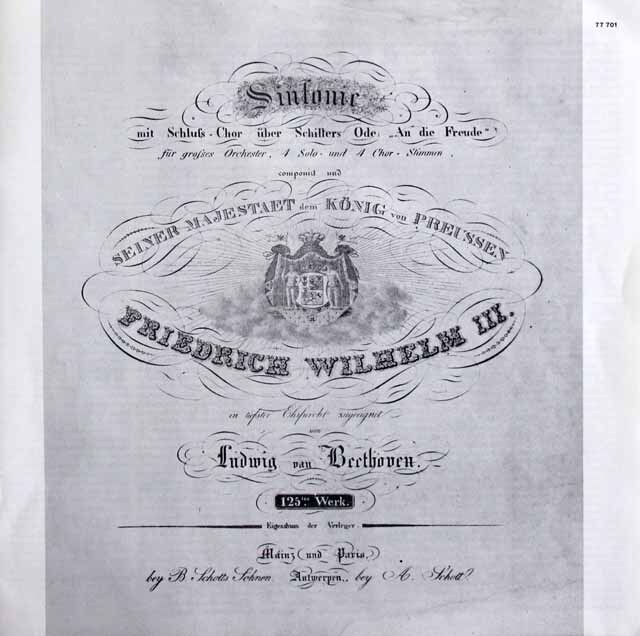 77 701
Sinfonie
mit Schluſs-Chor über Schillers Ode: „An die Freude“
für großes Orchester, 4 Solo- und 4 Chor-Stimmen,
componirt und
SEINER MAJESTAET dem KÖNIG von PREUSSEN
FRIEDRICH WILHELM III.
in tiefster Ehrfurcht zugeeignet
von
Ludwig van Beethoven.
125tes Werk.
Eigenthum der Verleger.
Mainz und Paris,
bey B. Schotts Söhnen. Antwerpen, bey A. Schott.